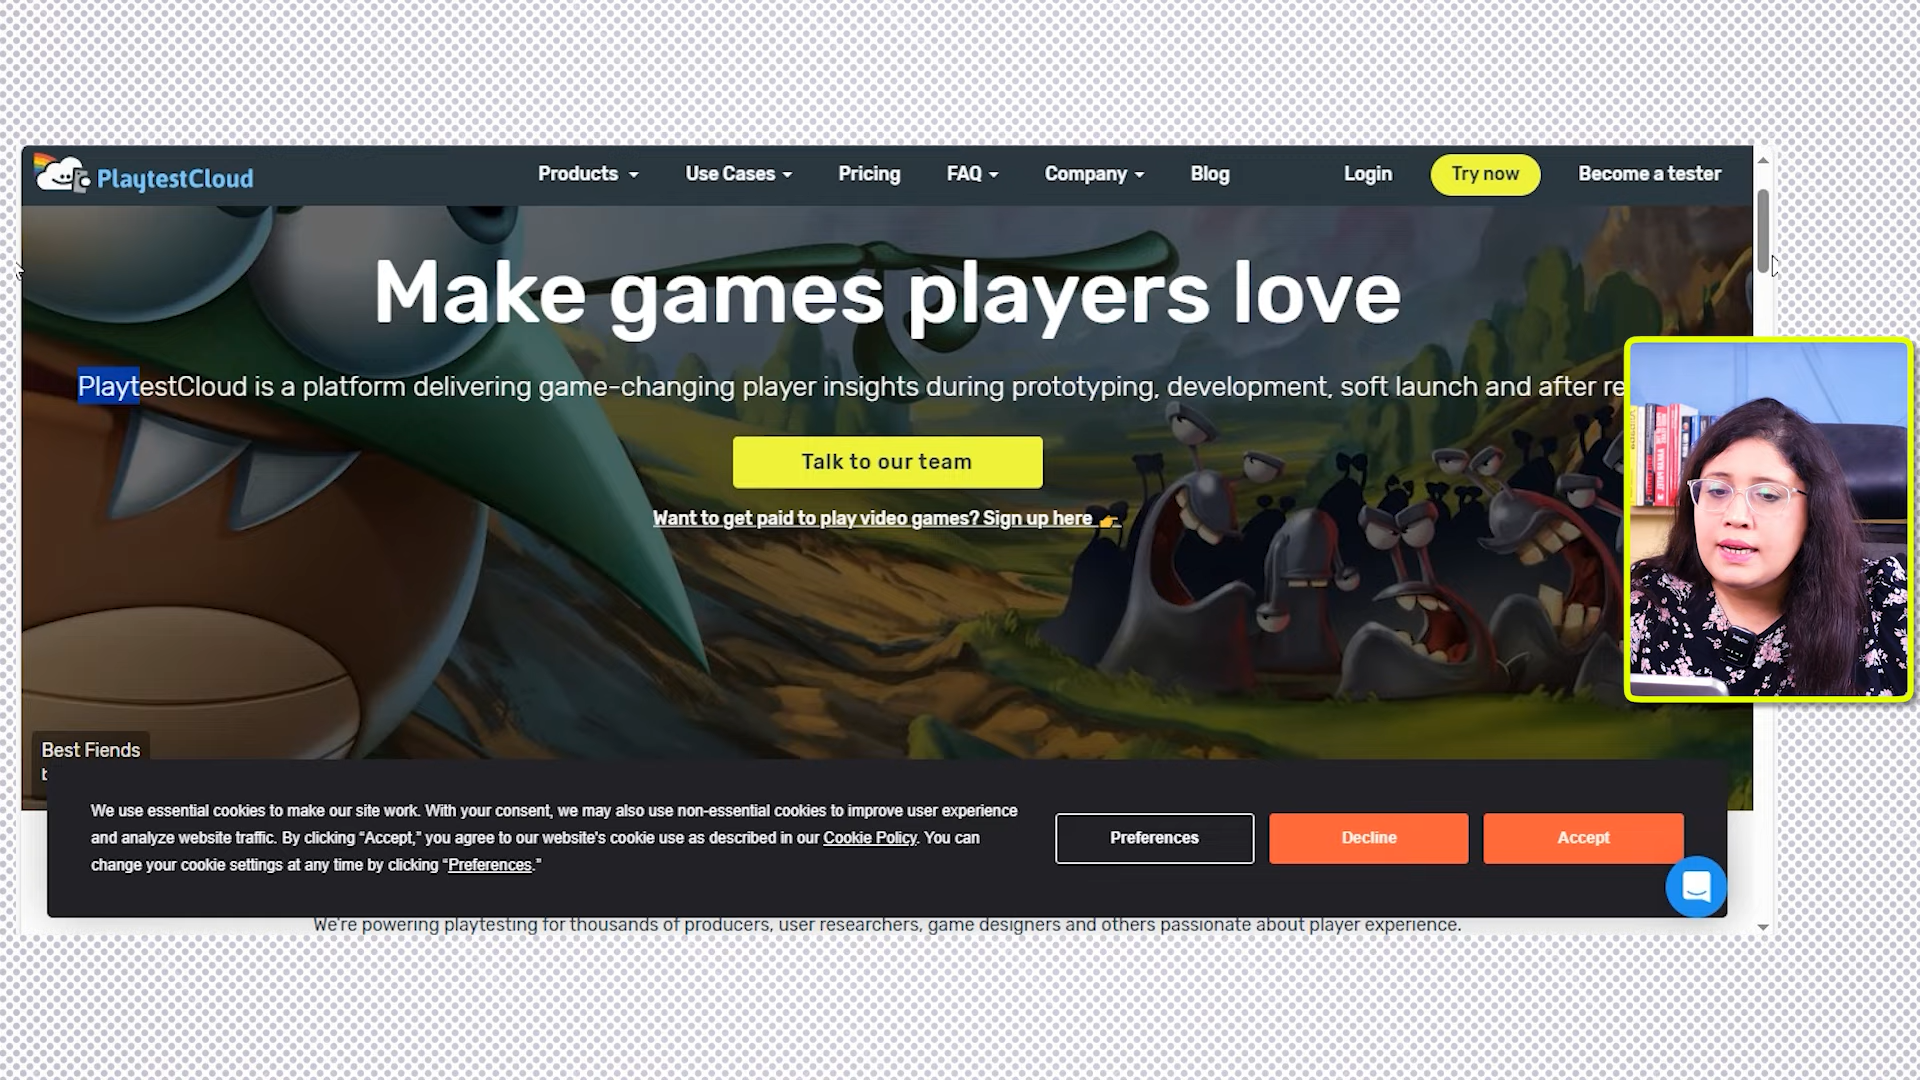 PlaytestCloud
Products
Use Cases
Pricing
FAQ
Company
Blog
Login
Try now
Become a tester
Make games players love
PlaytestCloud is a platform delivering game-changing player insights during prototyping, development, soft launch and after re
Talk to our team
Want to get paid to play video games? Sign up here 👉
Best Fiends
We use essential cookies to make our site work. With your consent, we may also use non-essential cookies to improve user experience
and analyze website traffic. By clicking “Accept,” you agree to our website's cookie use as described in our Cookie Policy. You can
change your cookie settings at any time by clicking “Preferences.”
Preferences
Decline
Accept
We're powering playtesting for thousands of producers, user researchers, game designers and others passionate about player experience.